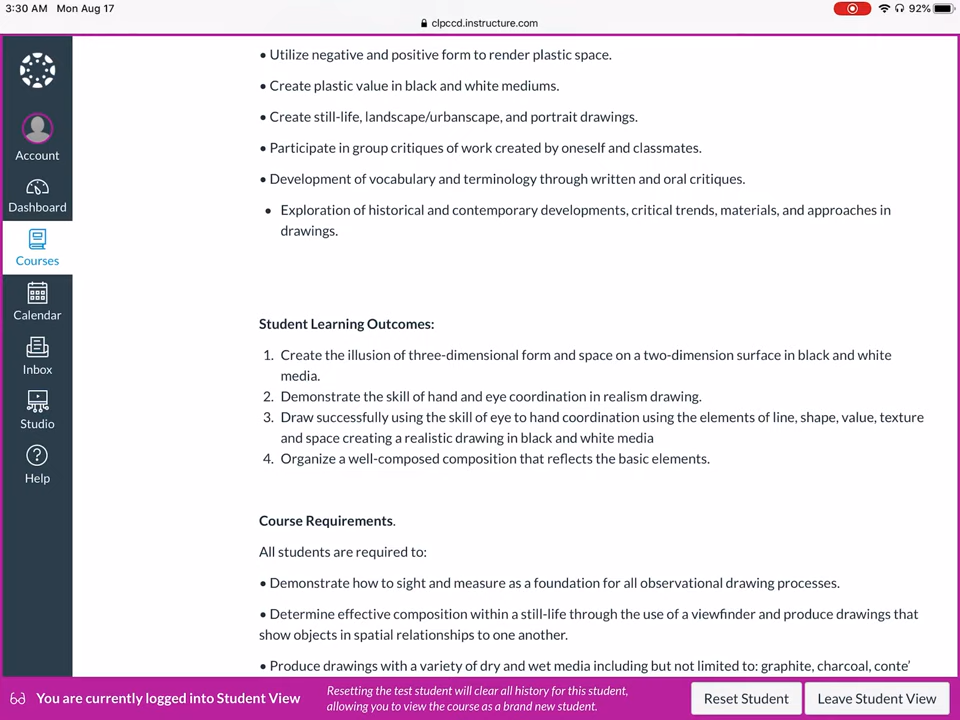 3:30 AM Mon Aug 17
92%
clpccd.instructure.com
• Utilize negative and positive form to render plastic space.
• Create plastic value in black and white mediums.
• Create still-life, landscape/urbanscape, and portrait drawings.
• Participate in group critiques of work created by oneself and classmates.
• Development of vocabulary and terminology through written and oral critiques.
• Exploration of historical and contemporary developments, critical trends, materials, and approaches in
drawings.
Account
Dashboard
Courses
Calendar
Inbox
Studio
Help
Student Learning Outcomes:
1. Create the illusion of three-dimensional form and space on a two-dimension surface in black and white
media.
2. Demonstrate the skill of hand and eye coordination in realism drawing.
3. Draw successfully using the skill of eye to hand coordination using the elements of line, shape, value, texture
and space creating a realistic drawing in black and white media
4. Organize a well-composed composition that reflects the basic elements.
Course Requirements.
All students are required to:
• Demonstrate how to sight and measure as a foundation for all observational drawing processes.
• Determine effective composition within a still-life through the use of a viewfinder and produce drawings that
show objects in spatial relationships to one another.
• Produce drawings with a variety of dry and wet media including but not limited to: graphite, charcoal, conte’
You are currently logged into Student View
Resetting the test student will clear all history for this student,
allowing you to view the course as a brand new student.
Reset Student
Leave Student View